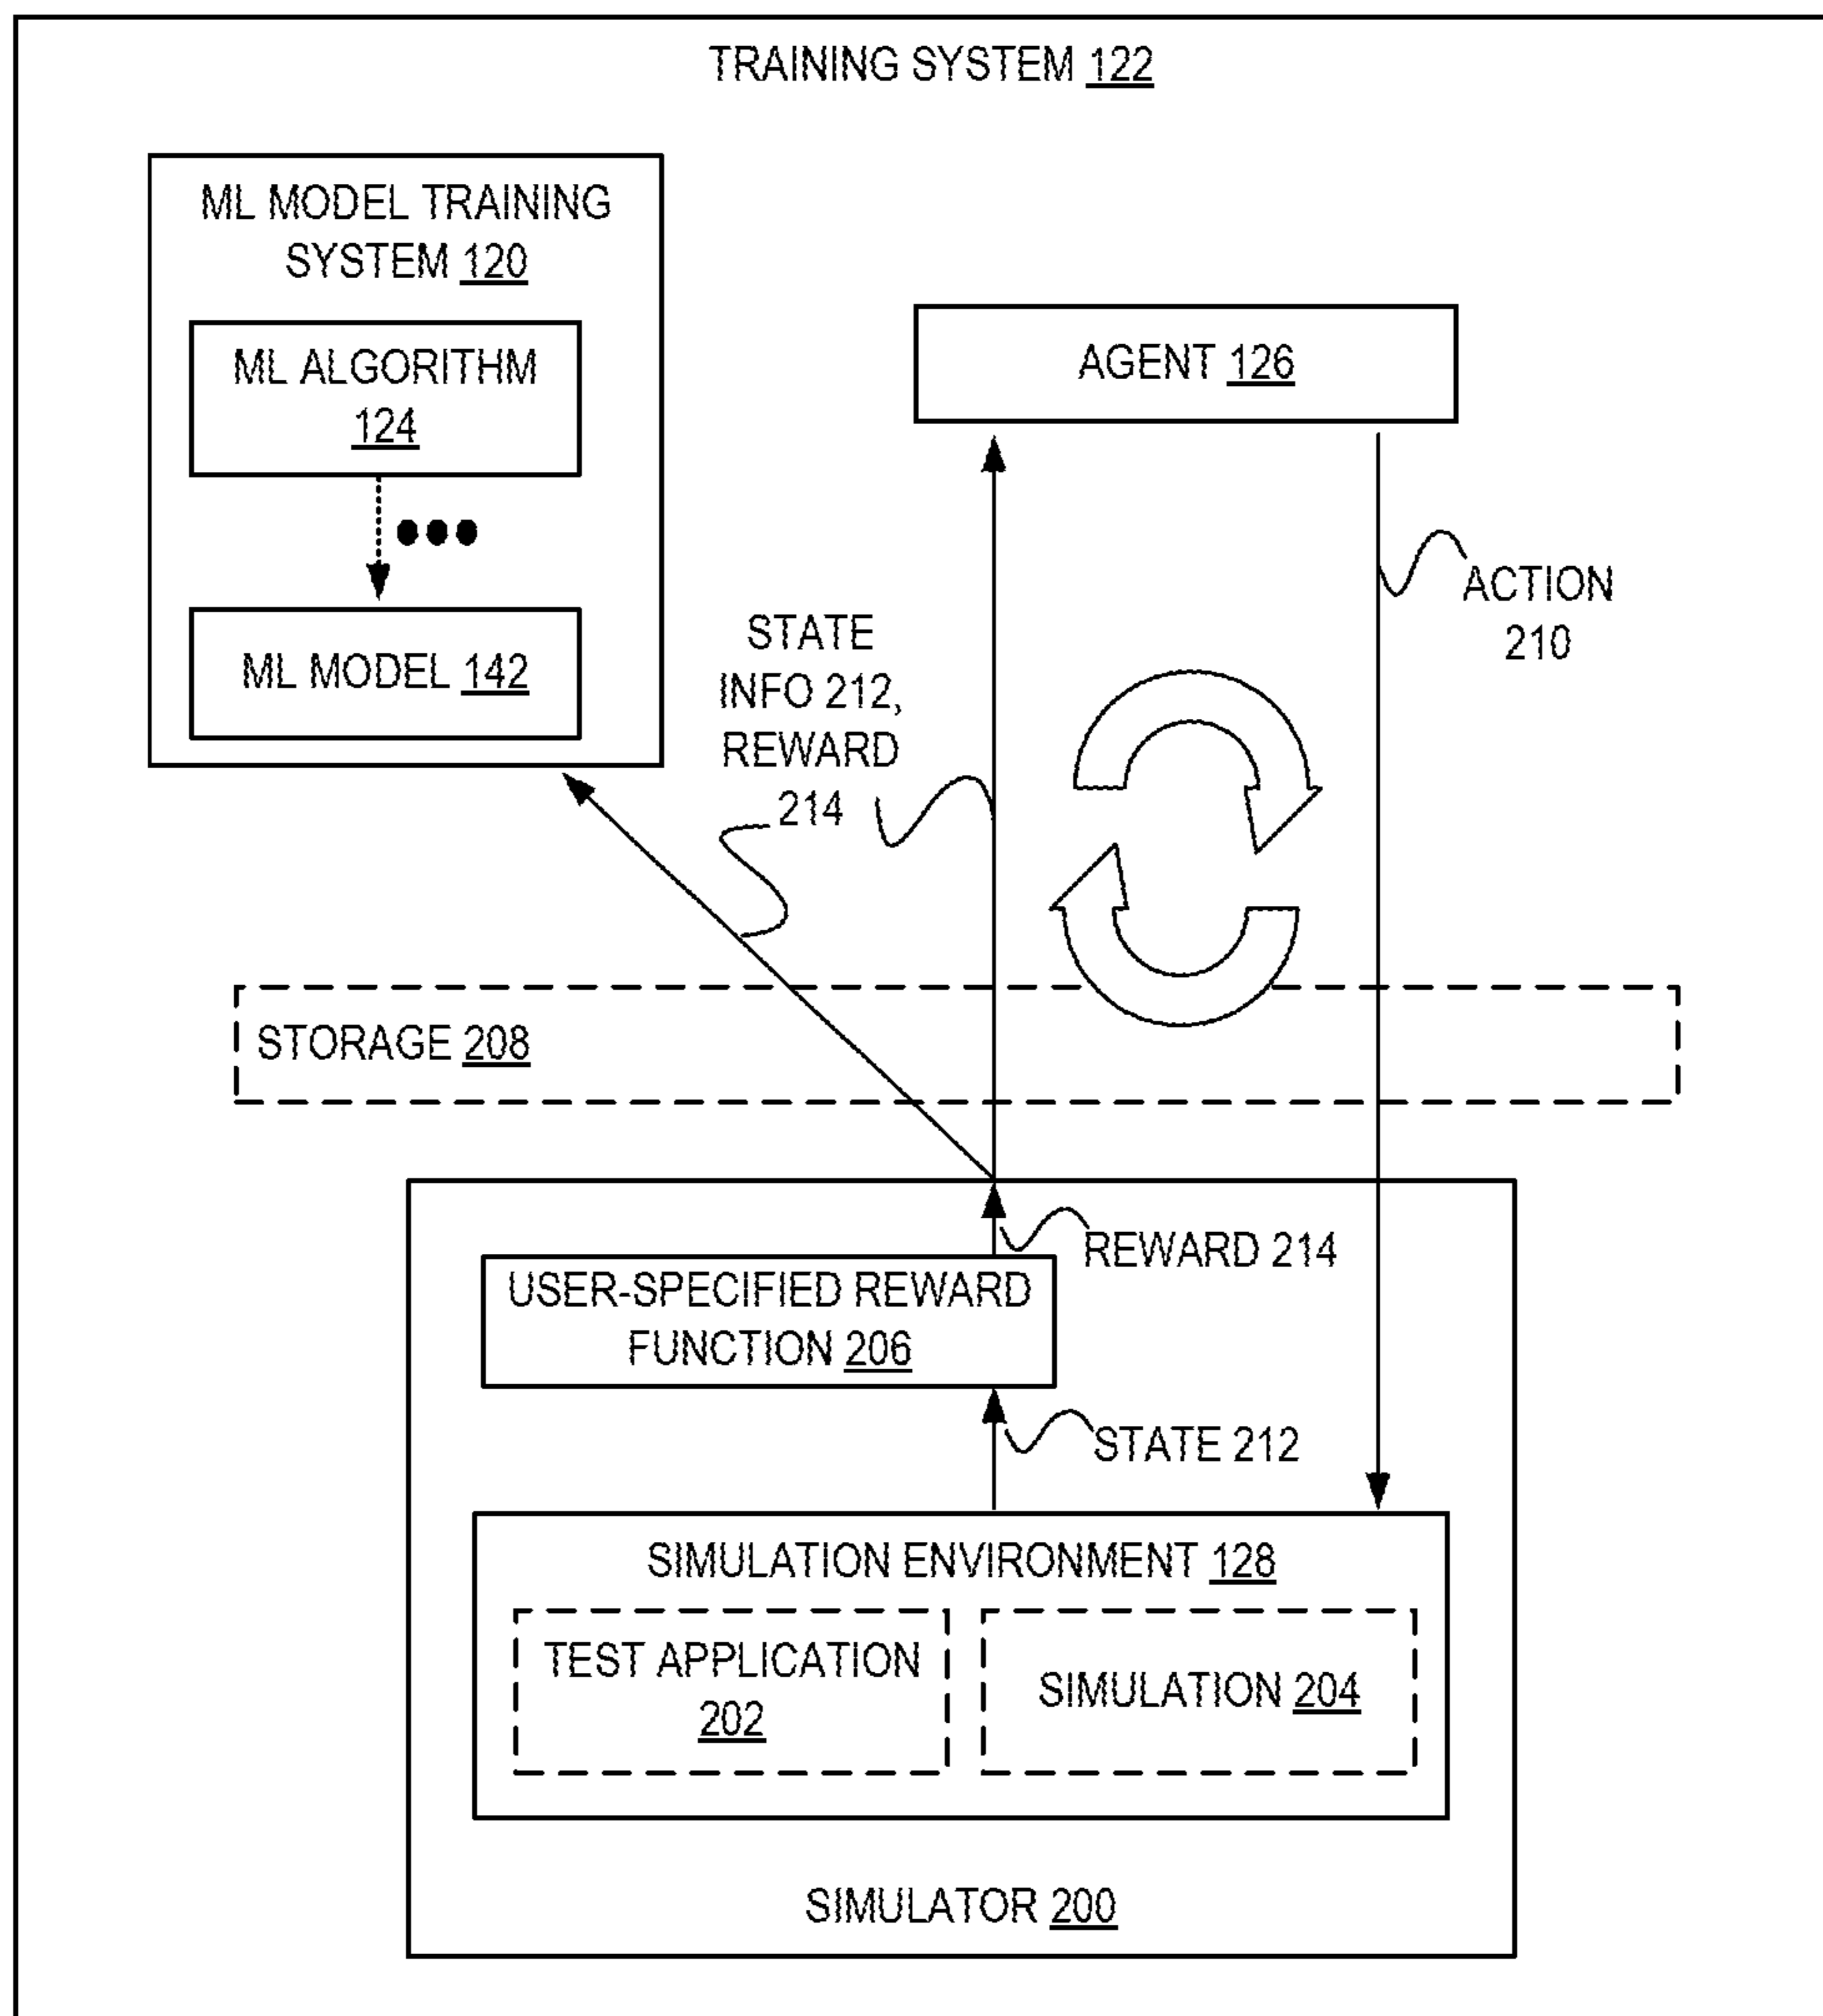 TRAINING SYSTEM 122
ML MODEL TRAINING
SYSTEM 120
ML ALGORITHM
124
ML MODEL 142
AGENT 126
ACTION
210
STATE
INFO 212,
REWARD
214
STORAGE 208
REWARD 214
USER-SPECIFIED REWARD
FUNCTION 206
STATE 212
SIMULATION ENVIRONMENT 128
TEST APPLICATION
202
SIMULATION 204
SIMULATOR 200